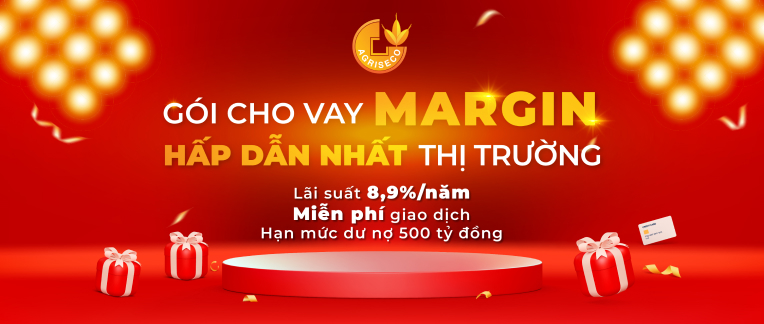 AGRISECO
GÓI CHO VAY MARGIN
HẤP DẪN NHẤT THỊ TRƯỜNG
Lãi suất 8,9%/năm
Miễn phí giao dịch
Hạn mức dư nợ 500 tỷ đồng